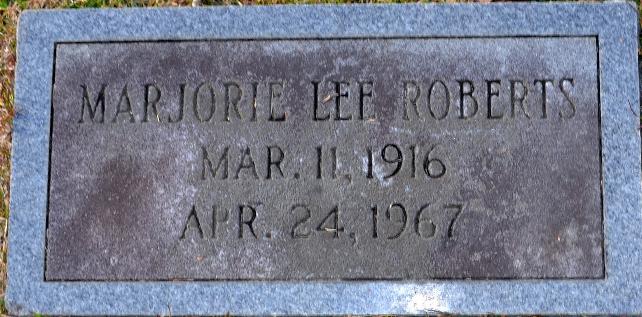 MARJORIE LEE ROBERTS
MAR. 11, 1916
APR. 24, 1967